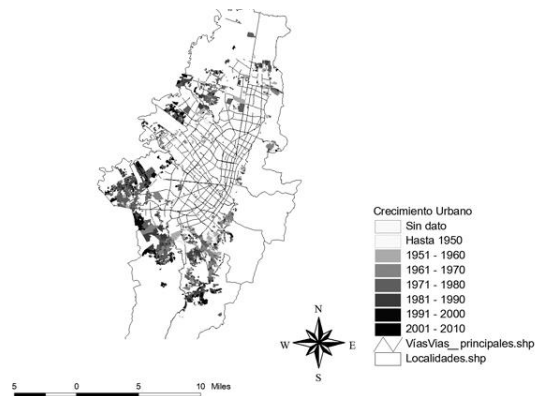 Crecimiento Urbano
Sin dato
Hasta 1950
1951 - 1960
1961 - 1970
1971 - 1980
1981 - 1990
1991 - 2000
2001 - 2010
VíasVias__principales.shp
Localidades.shp
N
W E
S
5 0 5 10 Miles